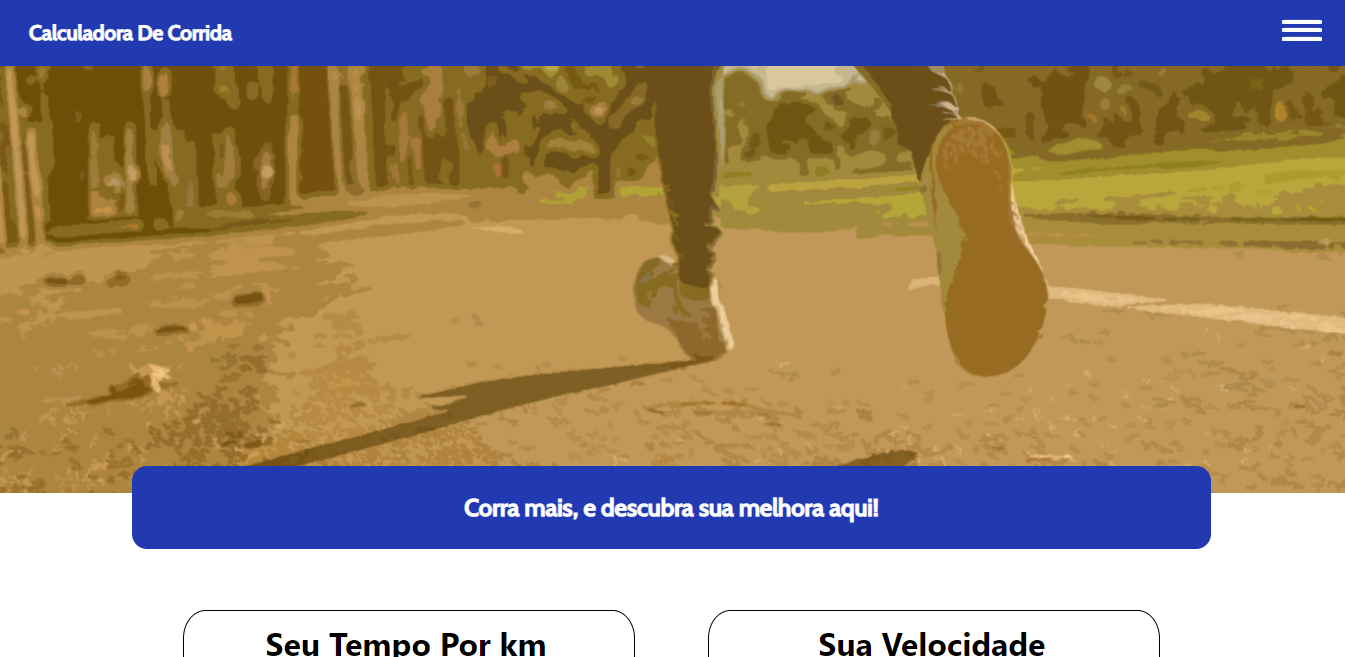 Calculadora De Corrida
Corra mais, e descubra sua melhora aqui!
Seu Tempo Por km
Sua Velocidade